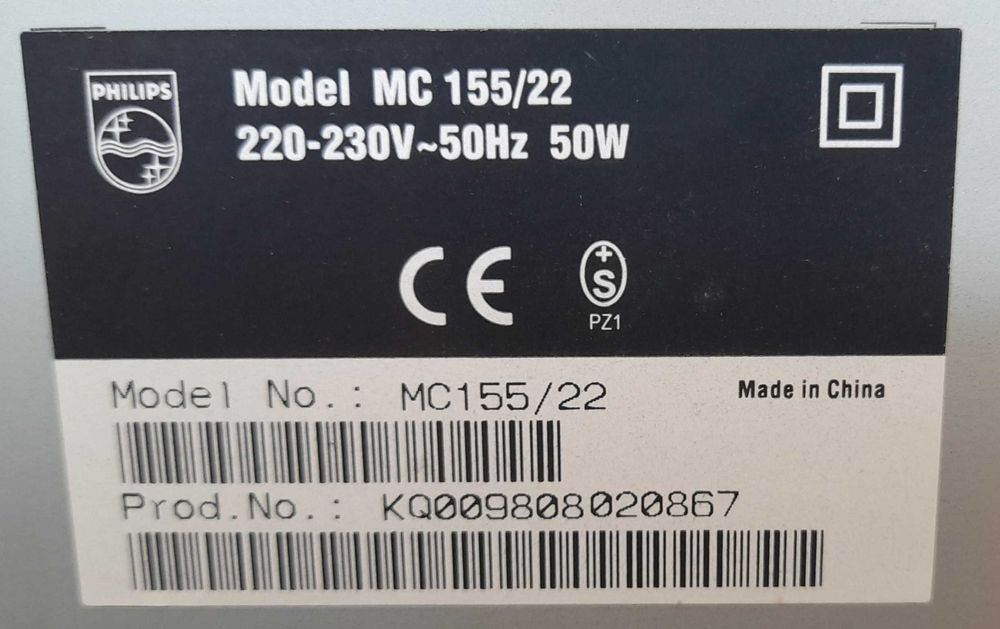 PHILIPS
Model MC 155/22
220-230V~50Hz 50W
CE
+
S
PZ1
Model No.: MC155/22
Made in China
Prod.No.: KQ009808020867